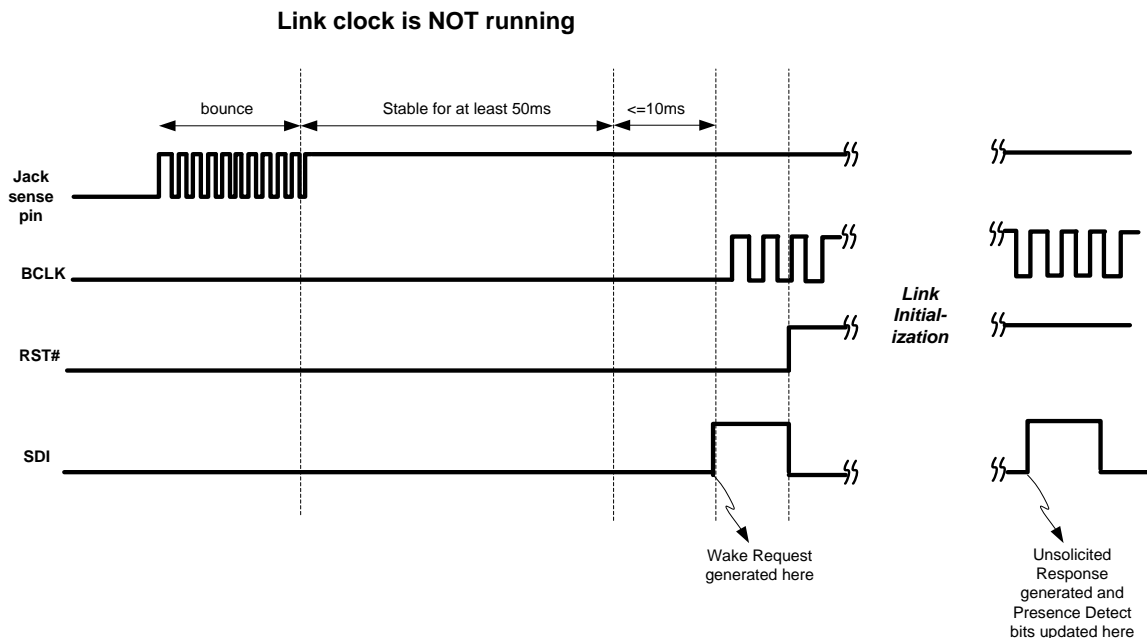 Link clock is NOT running
bounce
Stable for at least 50ms
<=10ms
Jack
sense
pin
BCLK
Link
Initial-
ization
RST#
SDI
Wake Request
generated here
Unsolicited
Response
generated and
Presence Detect
bits updated here